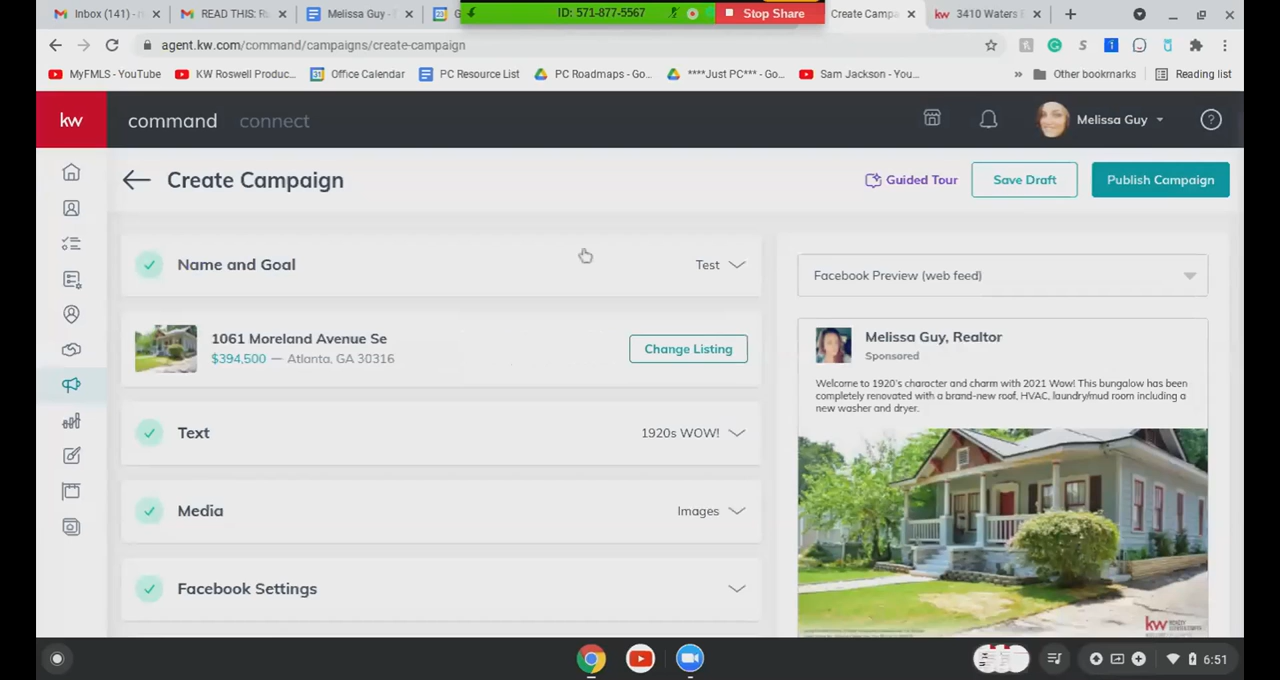 Inbox (141) - n
READ THIS: R
Melissa Guy -
ID: 571-877-5567
Stop Share
Create Campa
kw 3410 Waters
agent.kw.com/command/campaigns/create-campaign
MyFMLS - YouTube
KW Roswell Produc...
Office Calendar
PC Resource List
PC Roadmaps - Go...
****Just PC*** - Go...
Sam Jackson - You...
Other bookmarks
Reading list
kw command connect
Melissa Guy
Create Campaign
Guided Tour
Save Draft
Publish Campaign
Name and Goal
Test
Facebook Preview (web feed)
1061 Moreland Avenue Se
$394,500 — Atlanta, GA 30316
Change Listing
Melissa Guy, Realtor
Sponsored
Welcome to 1920's character and charm with 2021 Wow! This bungalow has been
completely renovated with a brand-new roof, HVAC, laundry/mud room including a
new washer and dryer.
Text
1920s WOW!
Media
Images
Facebook Settings
kw
6:51